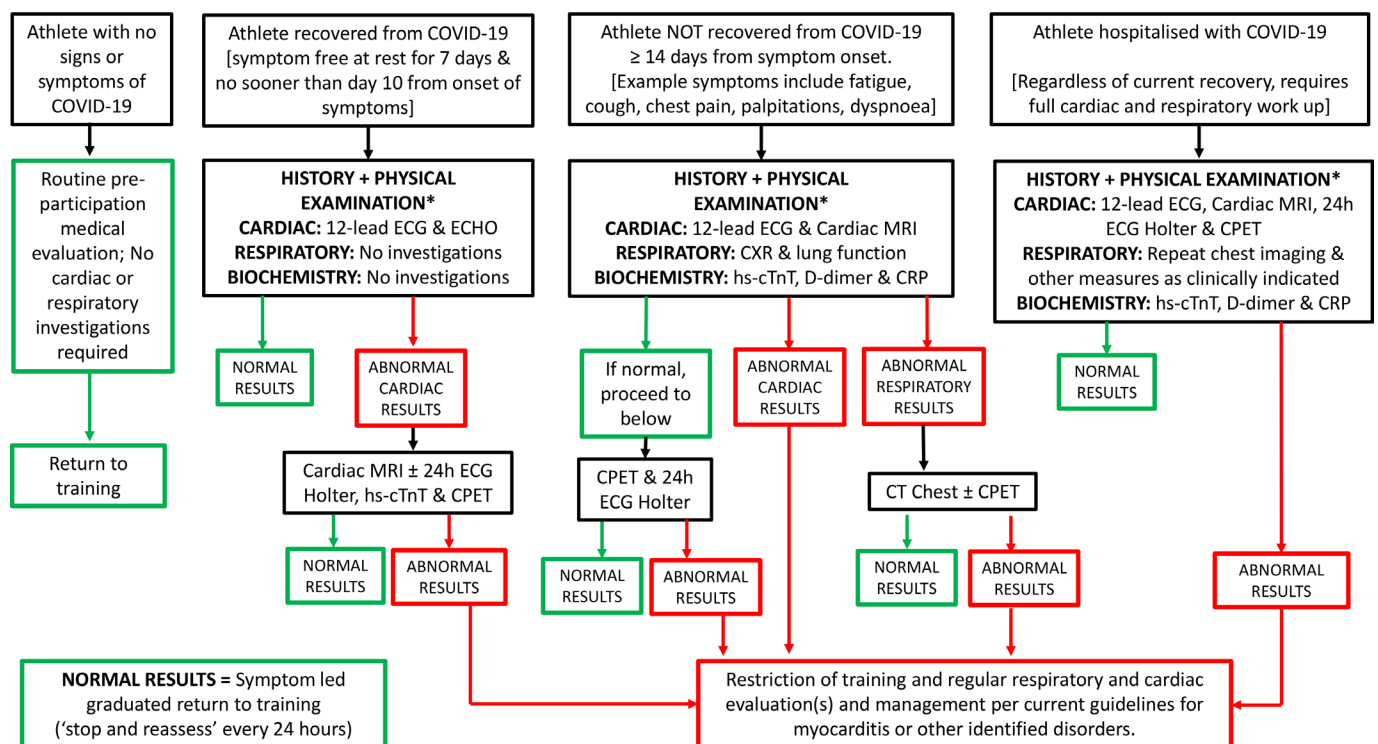 Athlete with no
signs or
symptoms of
COVID-19
Athlete recovered from COVID-19
[symptom free at rest for 7 days &
no sooner than day 10 from onset of
symptoms]
Athlete NOT recovered from COVID-19
≥ 14 days from symptom onset.
[Example symptoms include fatigue,
cough, chest pain, palpitations, dyspnoea]
Athlete hospitalised with COVID-19
[Regardless of current recovery, requires
full cardiac and respiratory work up]
Routine pre-
participation
medical
evaluation; No
cardiac or
respiratory
investigations
required
HISTORY + PHYSICAL
EXAMINATION*
CARDIAC: 12-lead ECG & ECHO
RESPIRATORY: No investigations
BIOCHEMISTRY: No investigations
HISTORY + PHYSICAL
EXAMINATION*
CARDIAC: 12-lead ECG & Cardiac MRI
RESPIRATORY: CXR & lung function
BIOCHEMISTRY: hs-cTnT, D-dimer & CRP
HISTORY + PHYSICAL EXAMINATION*
CARDIAC: 12-lead ECG, Cardiac MRI, 24h
ECG Holter & CPET
RESPIRATORY: Repeat chest imaging &
other measures as clinically indicated
BIOCHEMISTRY: hs-cTnT, D-dimer & CRP
NORMAL
RESULTS
ABNORMAL
CARDIAC
RESULTS
If normal,
proceed to
below
ABNORMAL
CARDIAC
RESULTS
ABNORMAL
RESPIRATORY
RESULTS
NORMAL
RESULTS
Return to
training
Cardiac MRI ± 24h ECG
Holter, hs-cTnT & CPET
CPET & 24h
ECG Holter
CT Chest ± CPET
NORMAL
RESULTS
ABNORMAL
RESULTS
NORMAL
RESULTS
ABNORMAL
RESULTS
NORMAL
RESULTS
ABNORMAL
RESULTS
ABNORMAL
RESULTS
NORMAL RESULTS = Symptom led
graduated return to training
(‘stop and reassess’ every 24 hours)
Restriction of training and regular respiratory and cardiac
evaluation(s) and management per current guidelines for
myocarditis or other identified disorders.